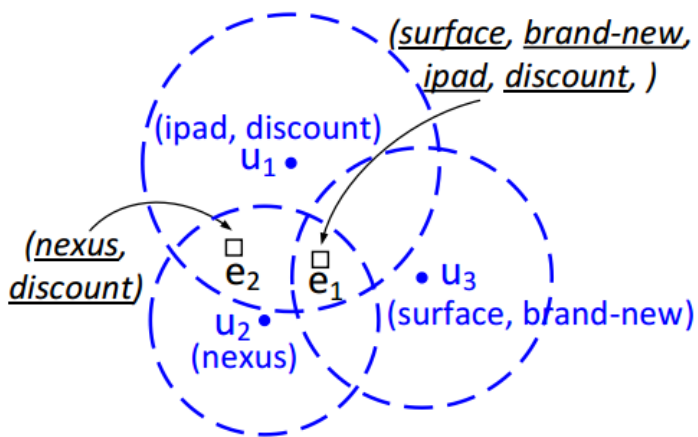 (surface, brand-new,
ipad, discount, )
(ipad, discount)
u1
(nexus,
discount)
e2
e1
u3
u2
(surface, brand-new)
(nexus)